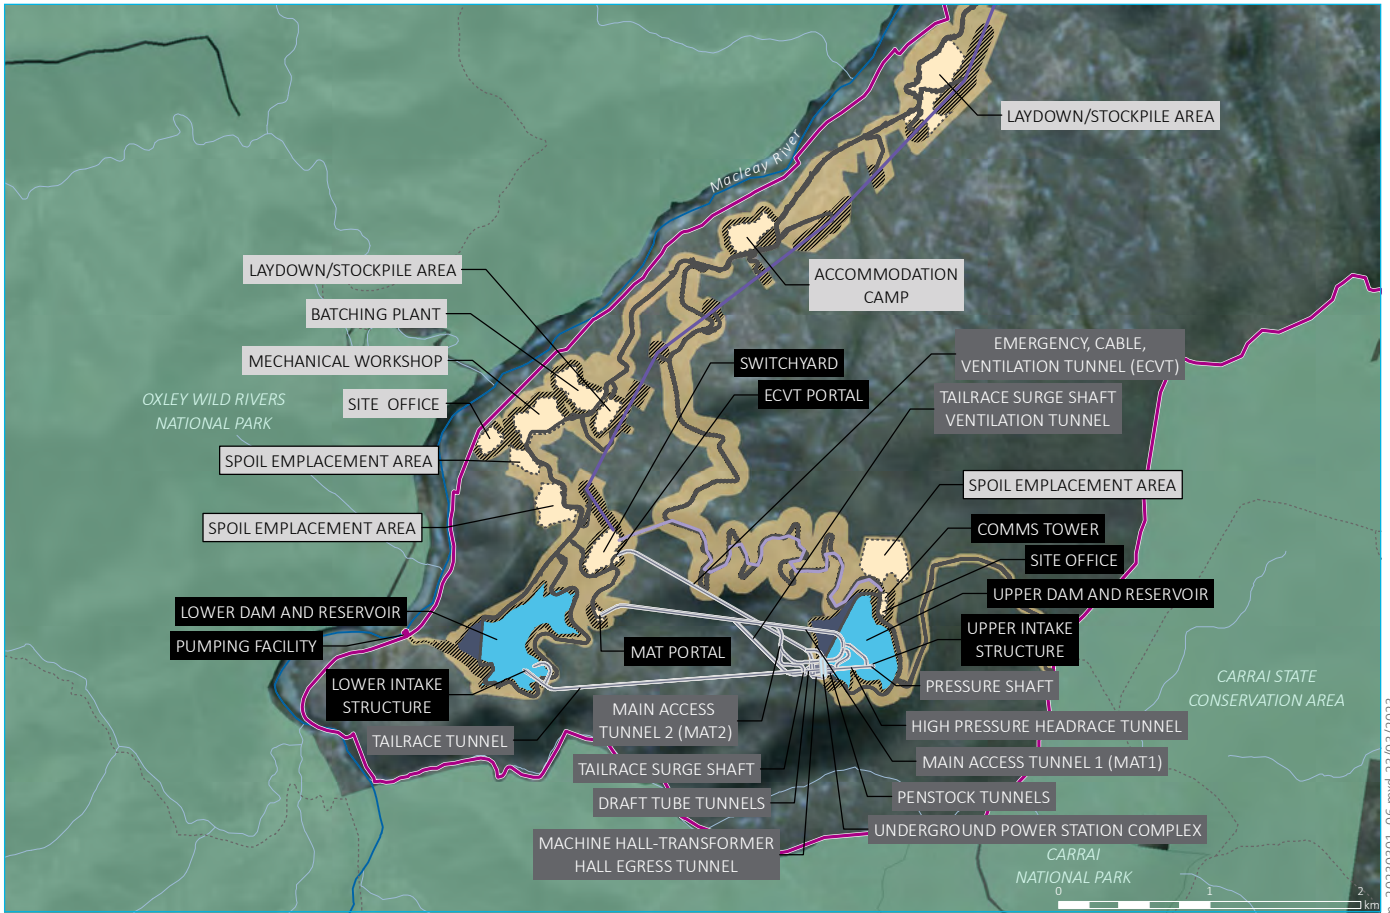 LAYDOWN/STOCKPILE AREA
Macleay River
LAYDOWN/STOCKPILE AREA
ACCOMMODATION
CAMP
BATCHING PLANT
MECHANICAL WORKSHOP
SWITCHYARD
EMERGENCY, CABLE,
VENTILATION TUNNEL (ECVT)
ECVT PORTAL
OXLEY WILD RIVERS
NATIONAL PARK
SITE OFFICE
TAILRACE SURGE SHAFT
VENTILATION TUNNEL
SPOIL EMPLACEMENT AREA
SPOIL EMPLACEMENT AREA
SPOIL EMPLACEMENT AREA
COMMS TOWER
SITE OFFICE
UPPER DAM AND RESERVOIR
LOWER DAM AND RESERVOIR
PUMPING FACILITY
MAT PORTAL
UPPER INTAKE
STRUCTURE
LOWER INTAKE
STRUCTURE
PRESSURE SHAFT
CARRAI STATE
CONSERVATION AREA
MAIN ACCESS
TUNNEL 2 (MAT2)
HIGH PRESSURE HEADRACE TUNNEL
TAILRACE TUNNEL
MAIN ACCESS TUNNEL 1 (MAT1)
TAILRACE SURGE SHAFT
PENSTOCK TUNNELS
DRAFT TUBE TUNNELS
UNDERGROUND POWER STATION COMPLEX
MACHINE HALL-TRANSFORMER
HALL EGRESS TUNNEL
CARRAI
NATIONAL PARK
0 1 2
km